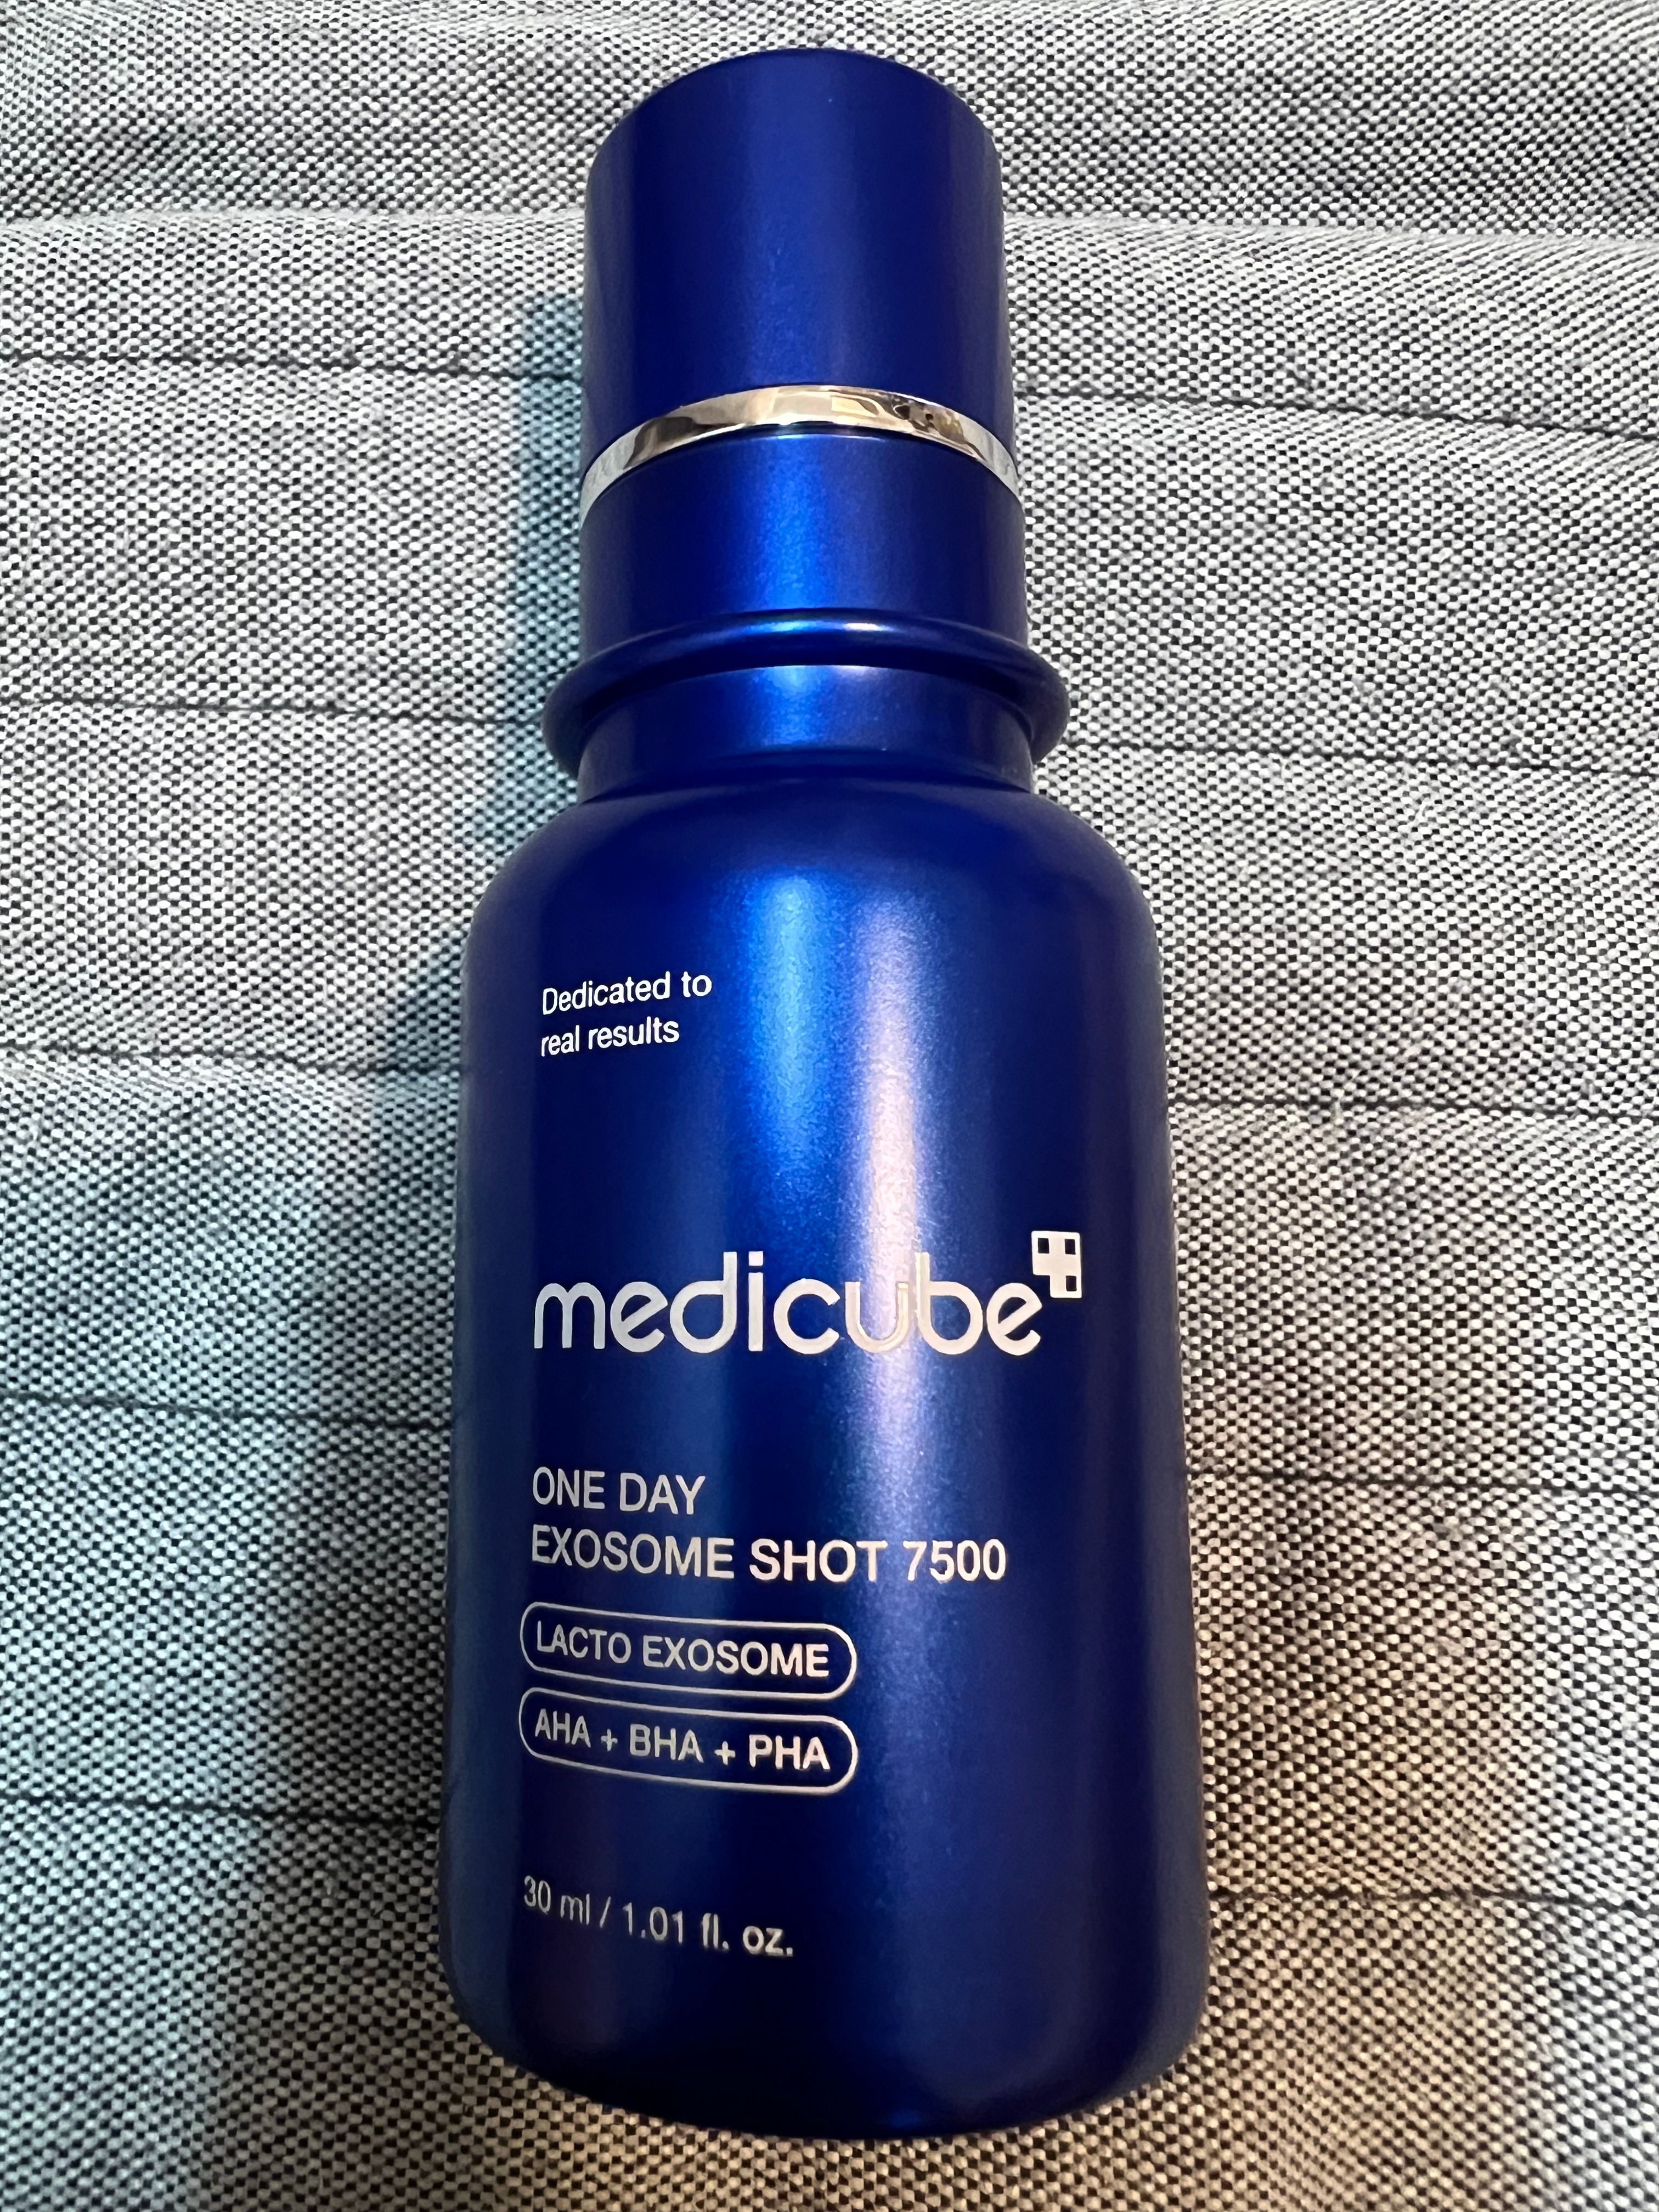 Dedicated to
real results
medicube
ONE DAY
EXOSOME SHOT 7500
LACTO EXOSOME
AHA + BHA + PHA
30 ml / 1.01 fl. oz.